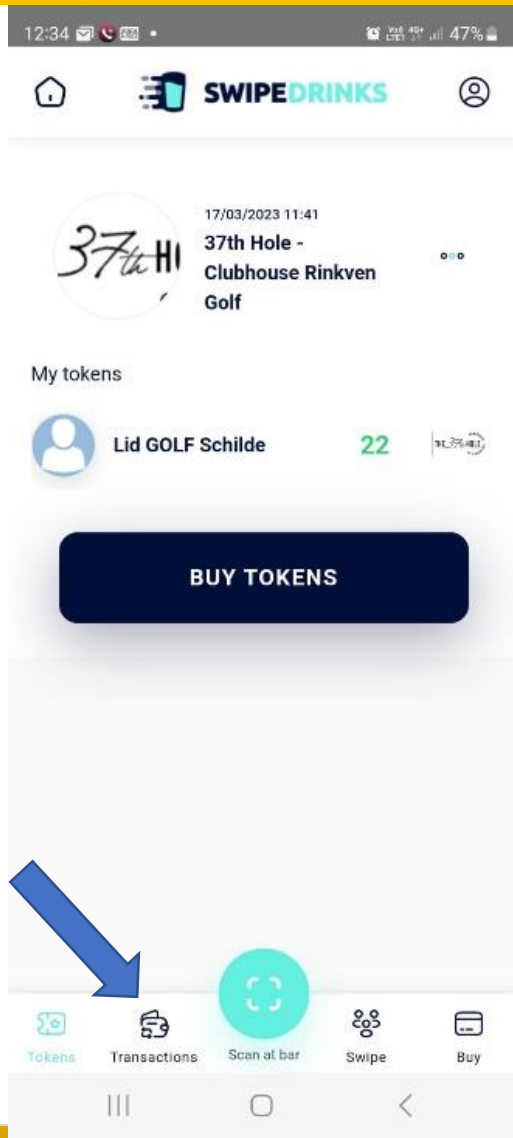 12:34
47%
SWIPEDRINKS
17/03/2023 11:41
37th Hole -
Clubhouse Rinkven
Golf
37th H
My tokens
Lid GOLF Schilde 22
BUY TOKENS
Tokens Transactions Scan at bar Swipe Buy